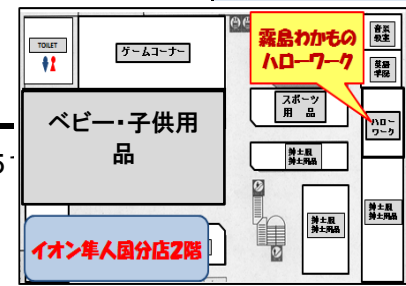 TOILET
ゲームコーナー
霧島わかもの
ハローワーク
音楽
教室
英語
学院
スポーツ
用 品
ハロー
ワーク
ベビー・子供用
品
紳士服
紳士用品
紳士服
紳士用品
紳士服
紳士用品
イオン隼人国分店2階